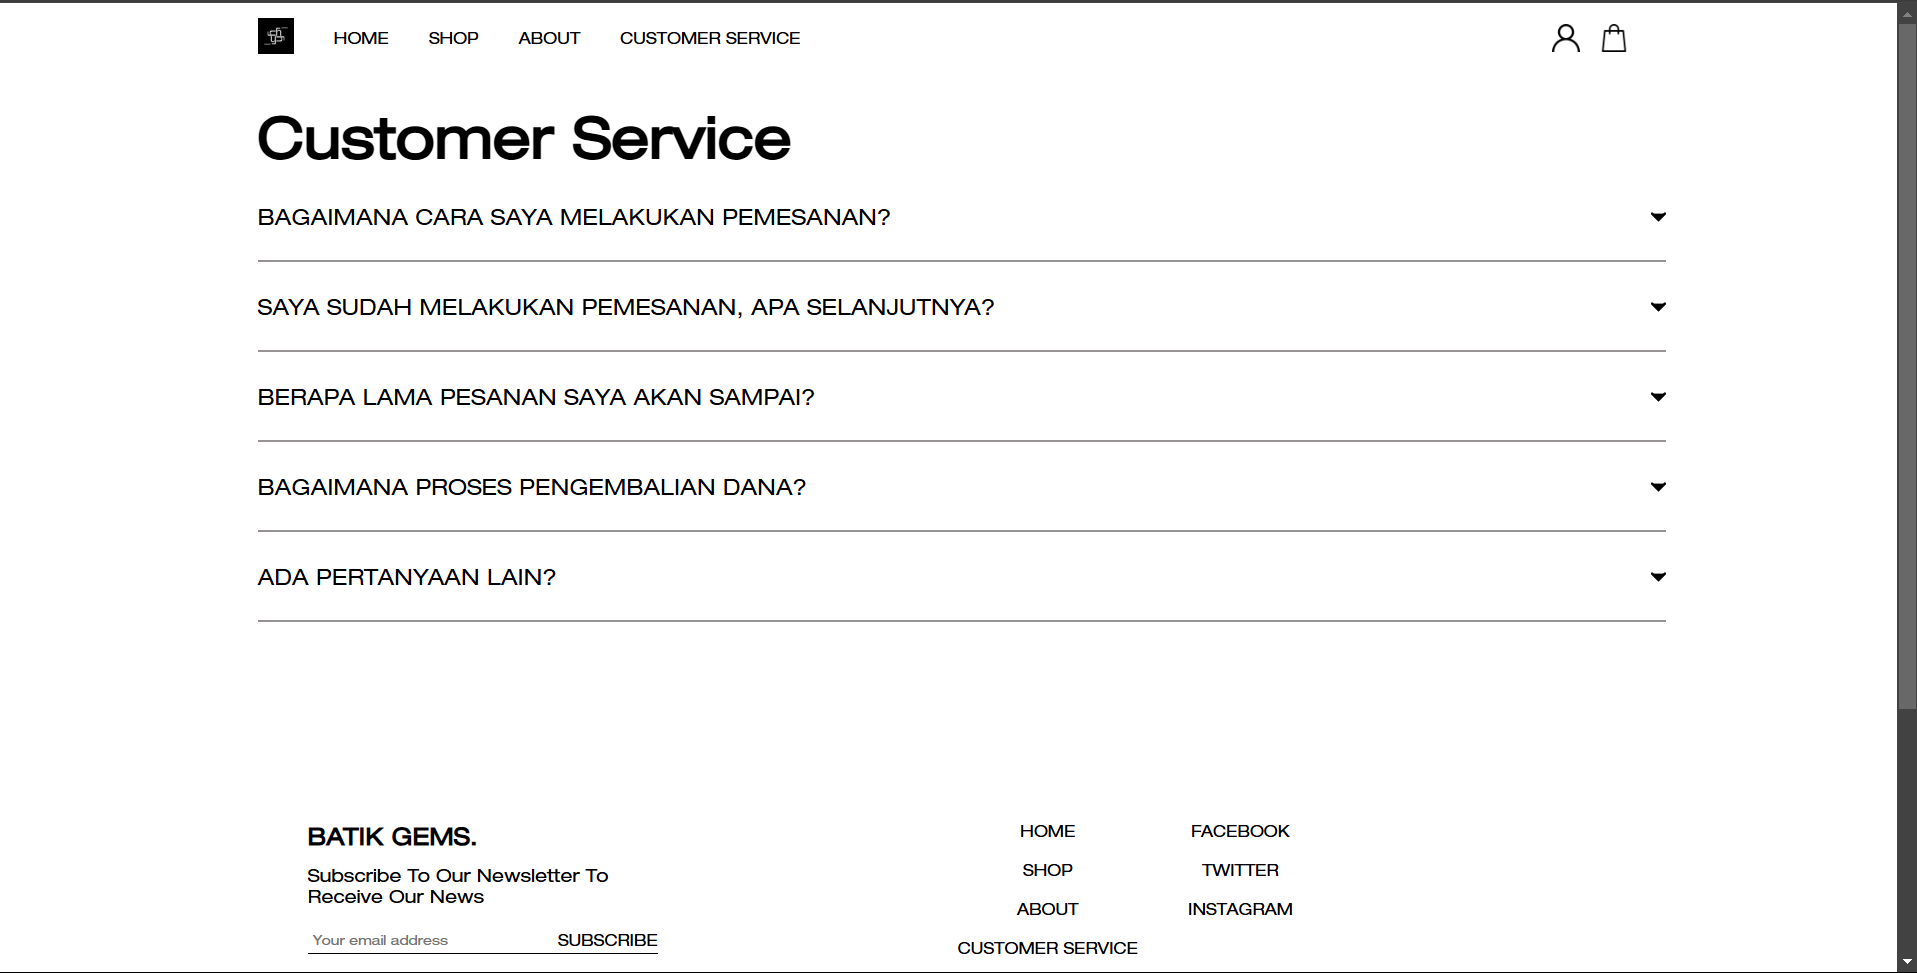 HOME SHOP ABOUT CUSTOMER SERVICE
Customer Service
BAGAIMANA CARA SAYA MELAKUKAN PEMESANAN?
SAYA SUDAH MELAKUKAN PEMESANAN, APA SELANJUTNYA?
BERAPA LAMA PESANAN SAYA AKAN SAMPAI?
BAGAIMANA PROSES PENGEMBALIAN DANA?
ADA PERTANYAAN LAIN?
BATIK GEMS.
Subscribe To Our Newsletter To
Receive Our News
Your email address SUBSCRIBE
HOME
SHOP
ABOUT
CUSTOMER SERVICE
FACEBOOK
TWITTER
INSTAGRAM